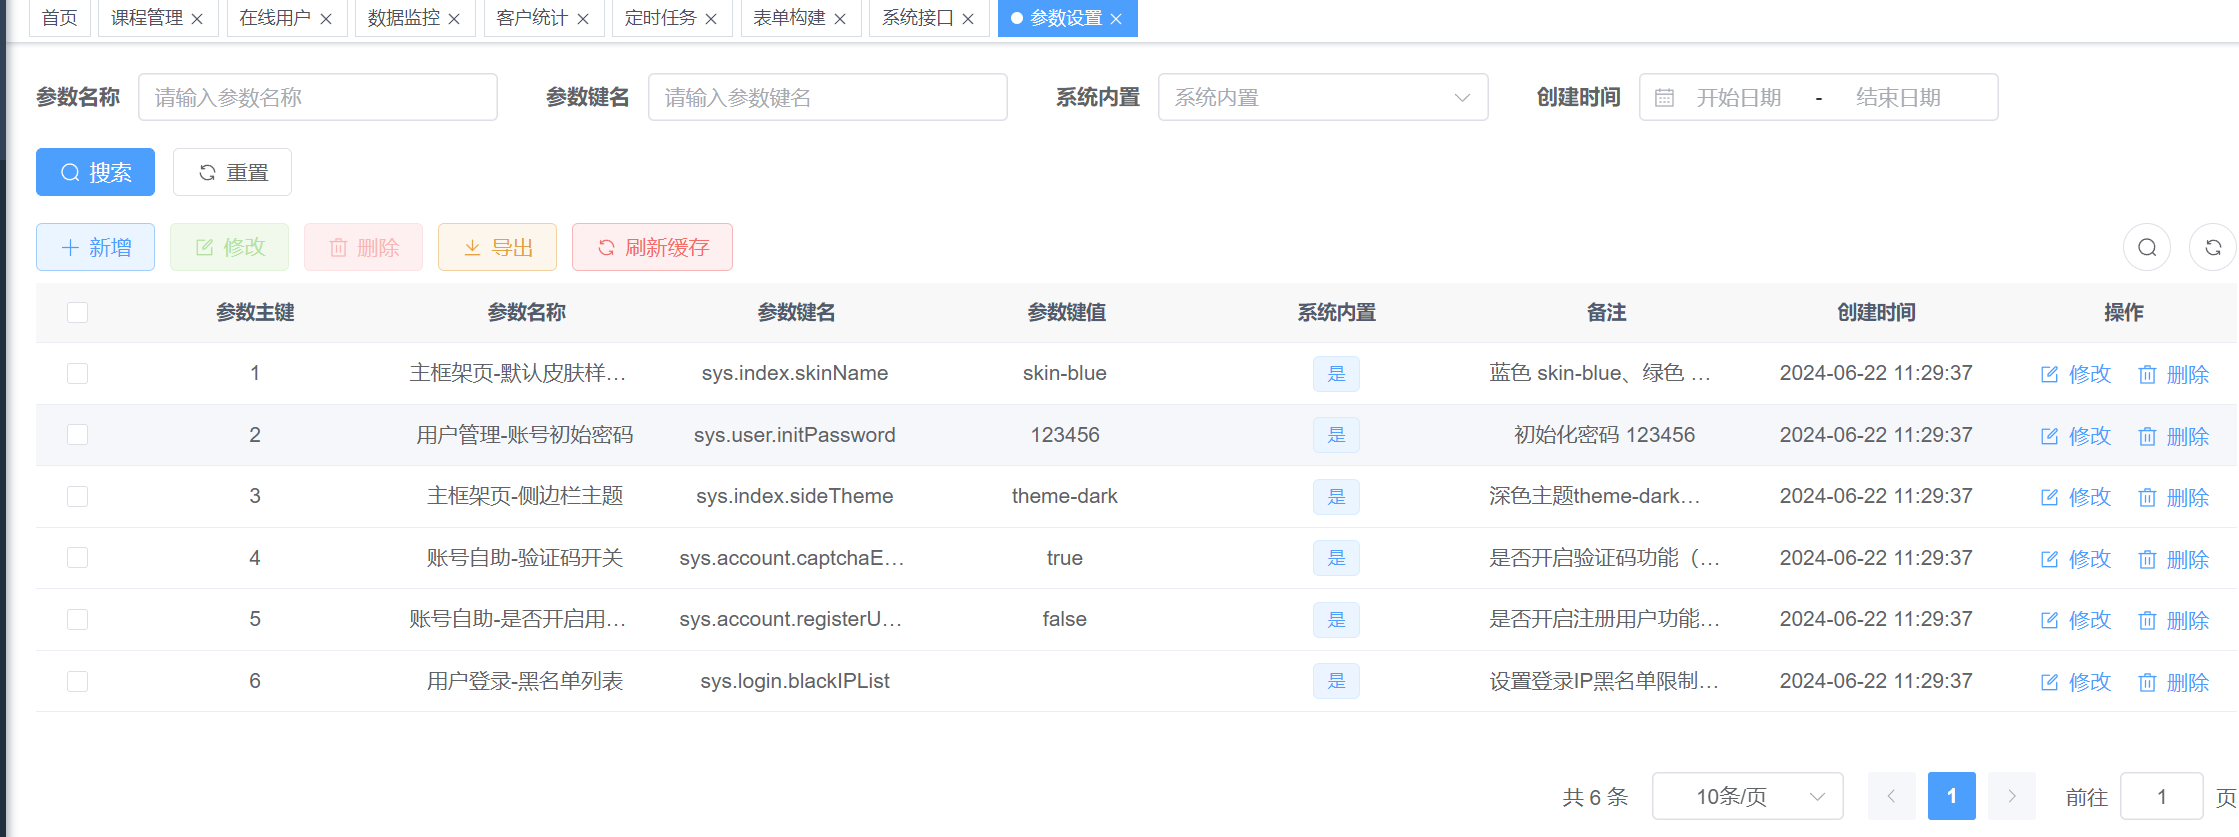 首页 课程管理 在线用户 数据监控 客户统计 定时任务 表单构建 系统接口 参数设置
参数名称 请输入参数名称 参数键名 请输入参数键名 系统内置 系统内置 创建时间 开始日期 - 结束日期
搜索 重置
新增 修改 删除 导出 刷新缓存
参数主键 参数名称 参数键名 参数键值 系统内置 备注 创建时间 操作
1 主框架页-默认皮肤样… sys.index.skinName skin-blue 是 蓝色 skin-blue、绿色 … 2024-06-22 11:29:37 修改 删除
2 用户管理-账号初始密码 sys.user.initPassword 123456 是 初始化密码 123456 2024-06-22 11:29:37 修改 删除
3 主框架页-侧边栏主题 sys.index.sideTheme theme-dark 是 深色主题theme-dark… 2024-06-22 11:29:37 修改 删除
4 账号自助-验证码开关 sys.account.captchaE… true 是 是否开启验证码功能（… 2024-06-22 11:29:37 修改 删除
5 账号自助-是否开启用… sys.account.registerU… false 是 是否开启注册用户功能… 2024-06-22 11:29:37 修改 删除
6 用户登录-黑名单列表 sys.login.blackIPList 是 设置登录IP黑名单限制… 2024-06-22 11:29:37 修改 删除
共 6 条 10条/页 1 前往 1 页